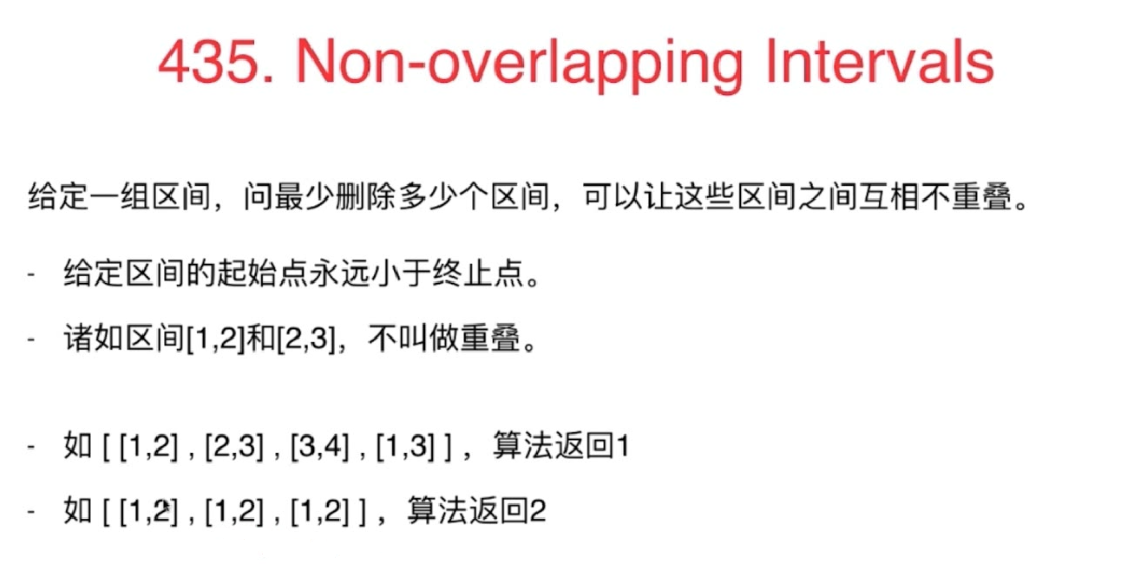 435. Non-overlapping Intervals
给定一组区间，问最少删除多少个区间，可以让这些区间之间互相不重叠。
- 给定区间的起始点永远小于终止点。
- 诸如区间[1,2]和[2,3]，不叫做重叠。
- 如 [ [1,2] , [2,3] , [3,4] , [1,3] ] ，算法返回1
- 如 [ [1,2] , [1,2] , [1,2] ] ，算法返回2